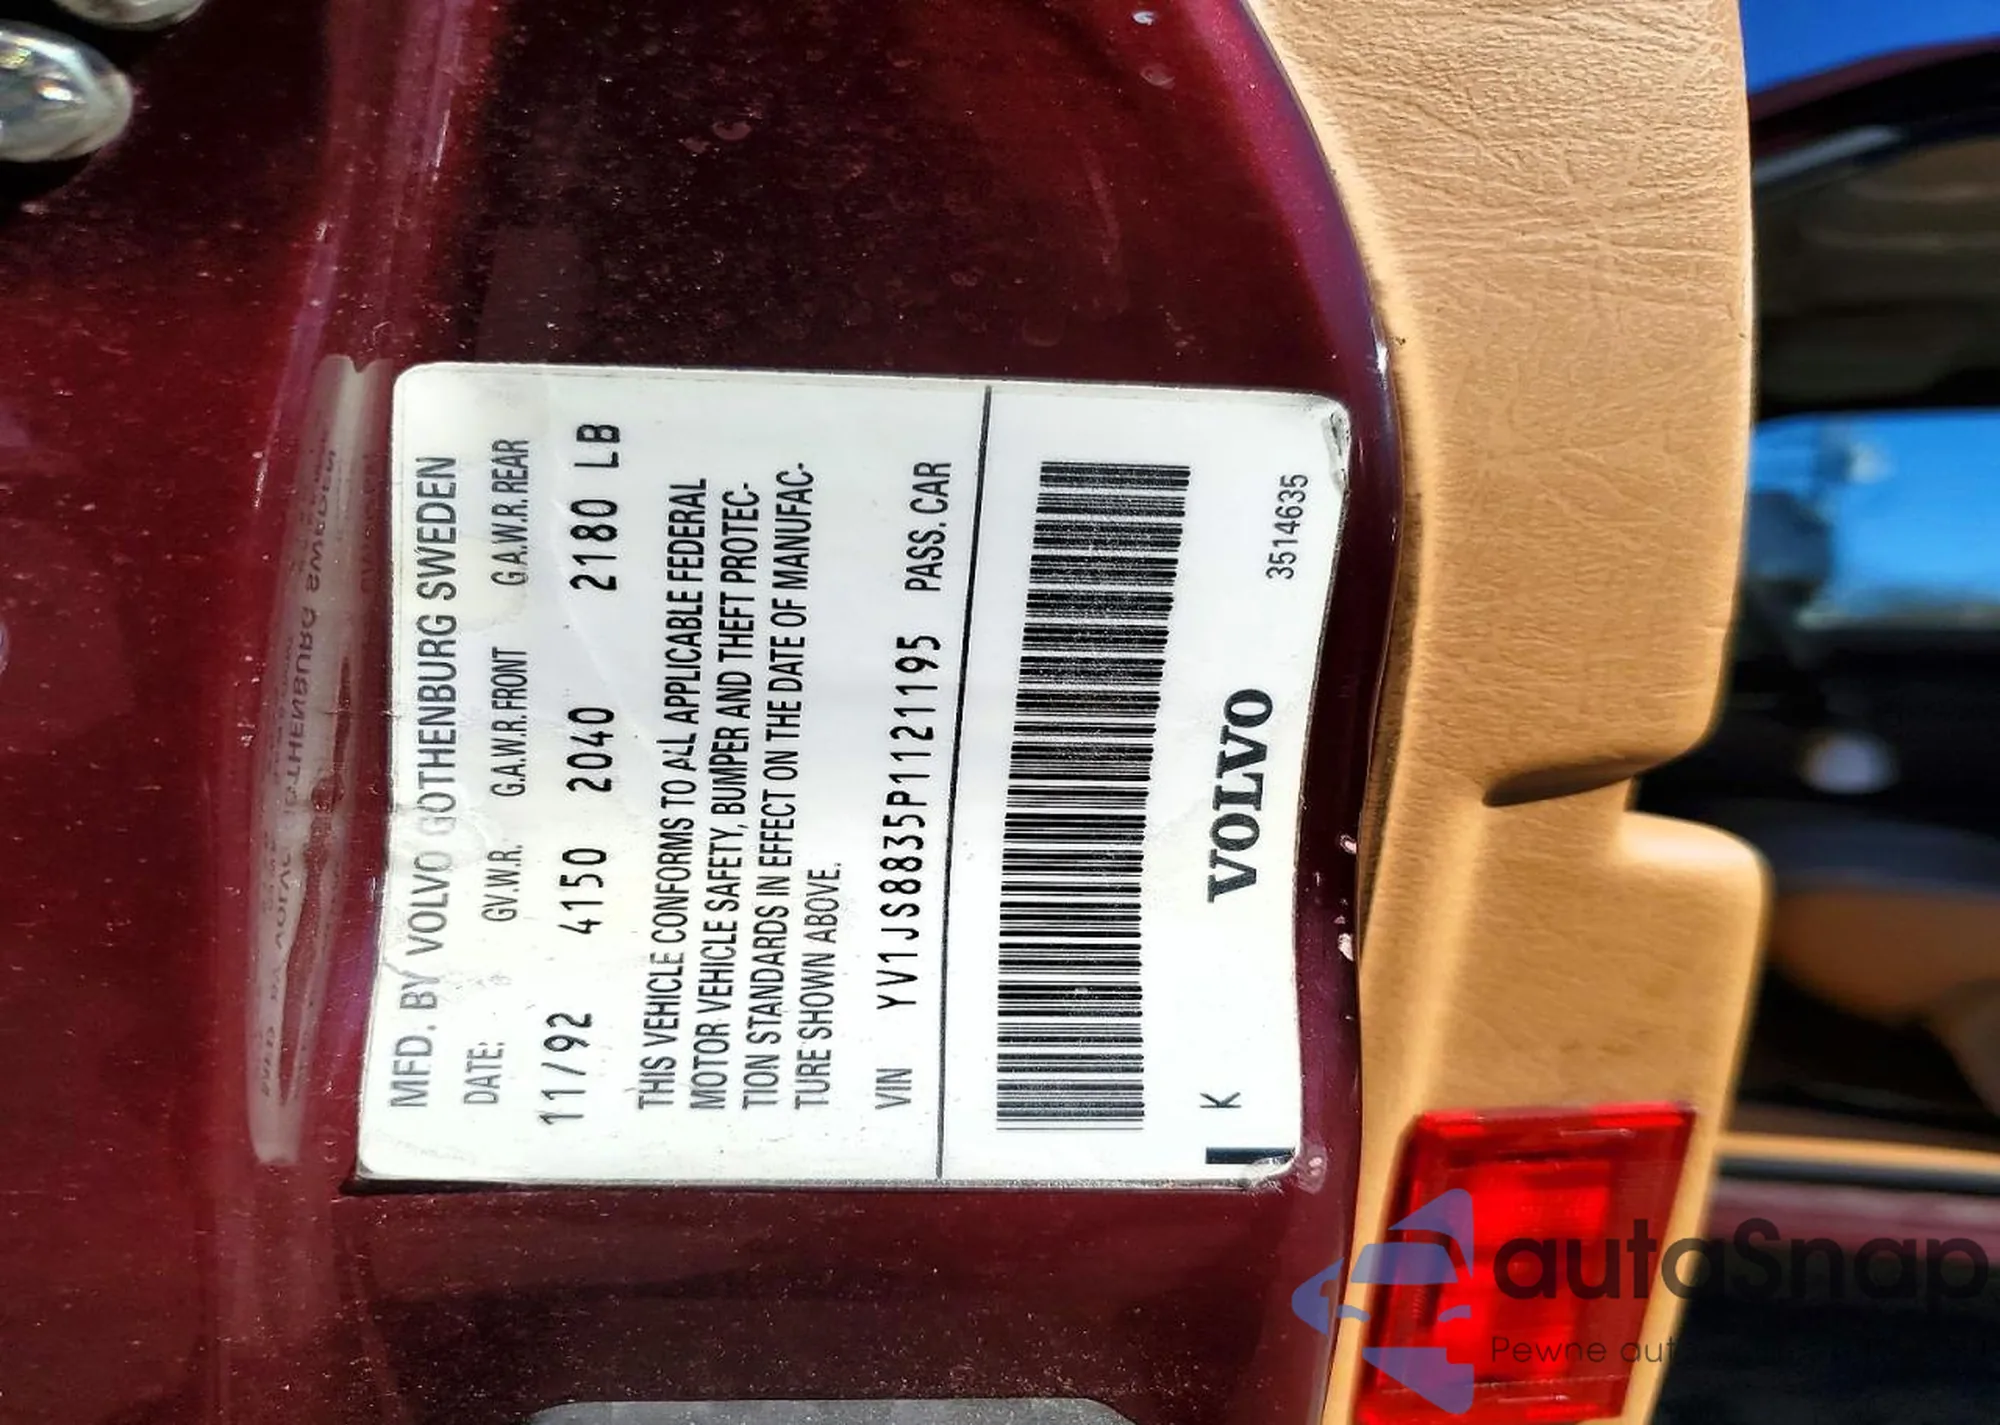 MFD. BY VOLVO GOTHENBURG SWEDEN
DATE: G.V.W.R. G.A.W.R. FRONT G.A.W.R. REAR
11/92 4150 2040 2180 LB
THIS VEHICLE CONFORMS TO ALL APPLICABLE FEDERAL
MOTOR VEHICLE SAFETY, BUMPER AND THEFT PROTEC-
TION STANDARDS IN EFFECT ON THE DATE OF MANUFAC-
TURE SHOWN ABOVE.
VIN YV1JS8835P1121195 PASS. CAR
K VOLVO 3514635
autaSnap
Pewne